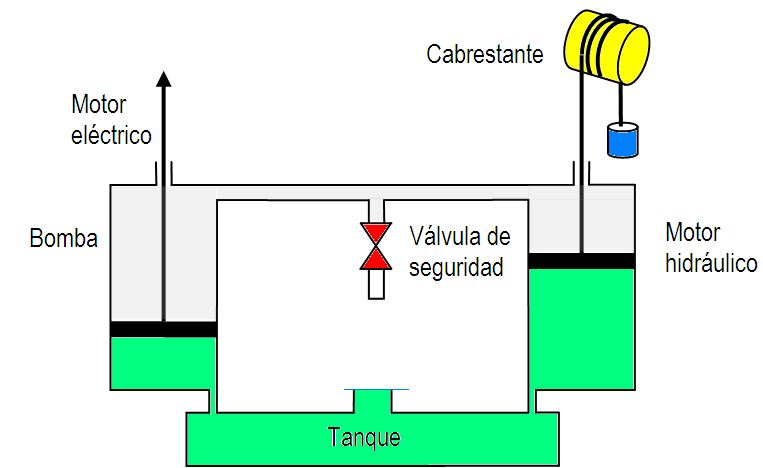 Cabrestante
Motor
eléctrico
Bomba
Válvula de
seguridad
Motor
hidráulico
Tanque